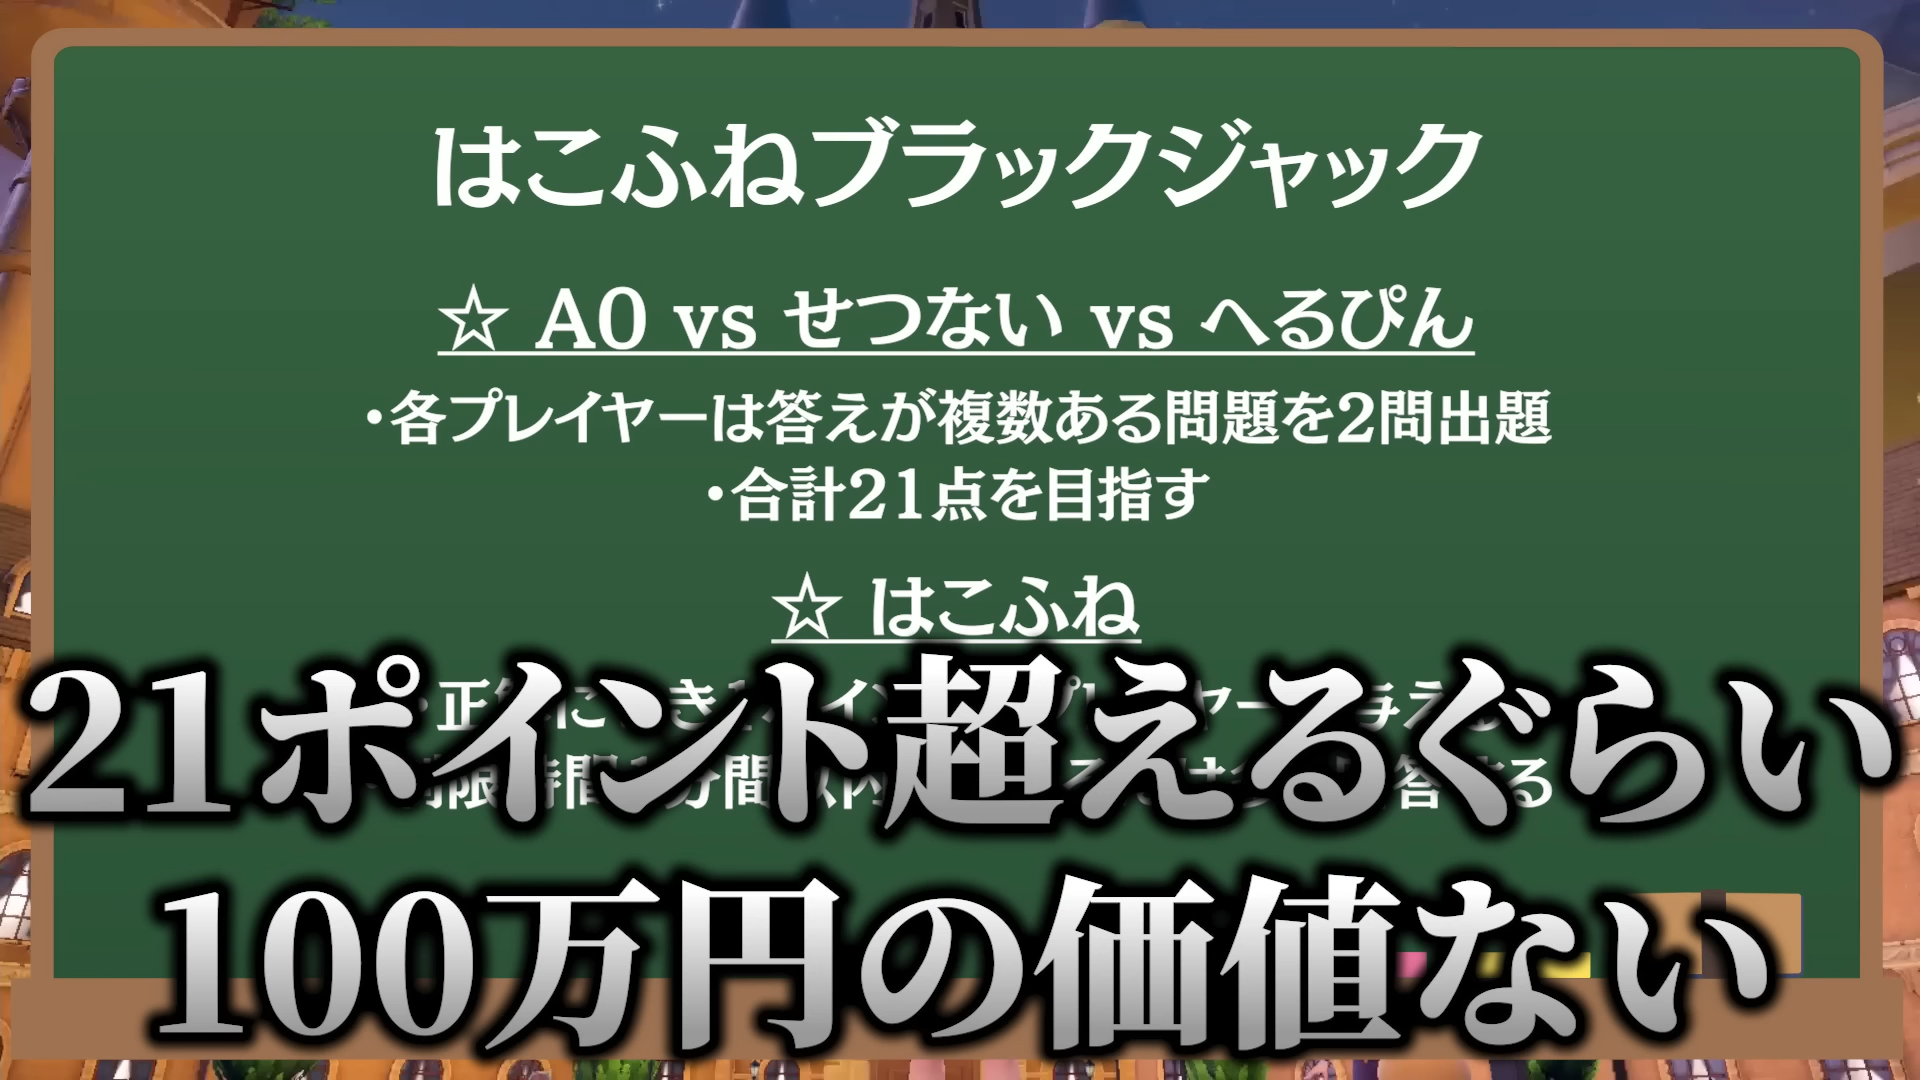 はこふねブラックジャック
☆ A0 vs せつない vs へるぴん
・各プレイヤーは答えが複数ある問題を2問出題
・合計21点を目指す
☆ はこふね
21ポイント超えるぐらい
100万円の価値ない